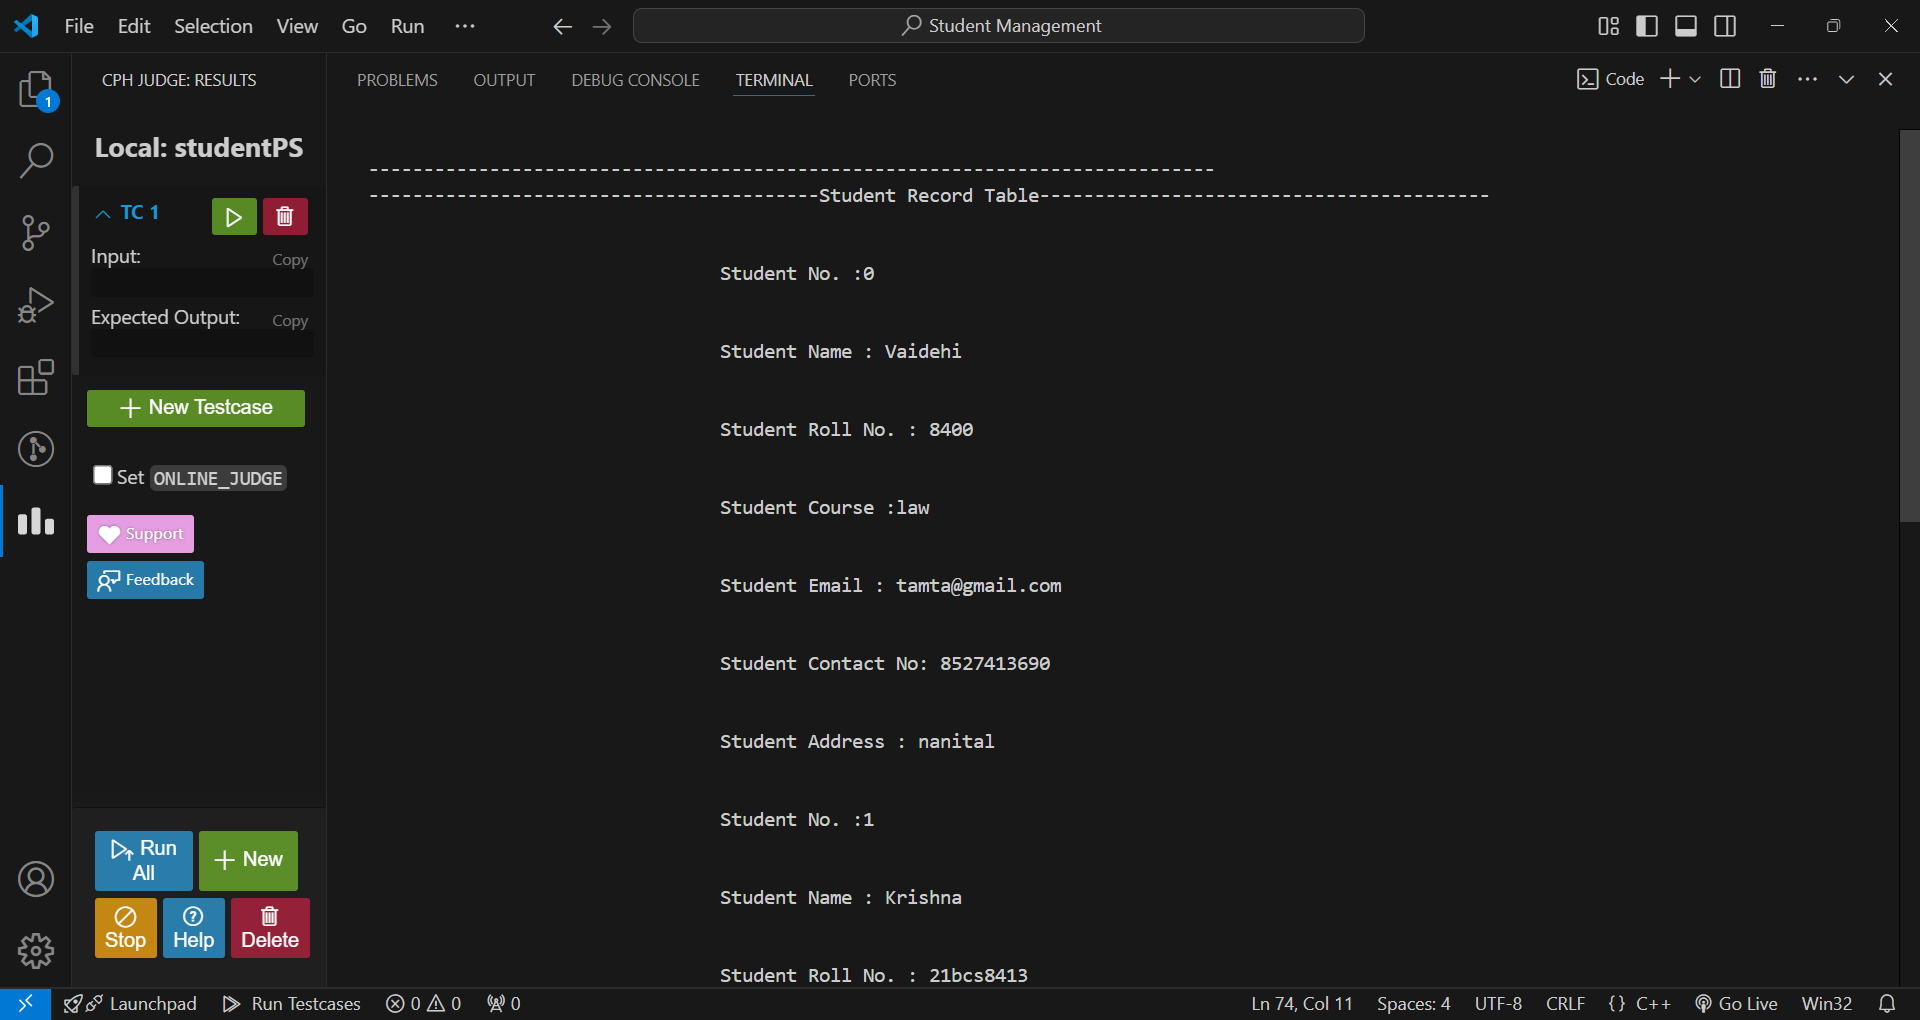 File Edit Selection View Go Run ···
Student Management
CPH JUDGE: RESULTS
PROBLEMS OUTPUT DEBUG CONSOLE TERMINAL PORTS
Code
1
Local: studentPS
TC 1
Input:
Copy
Expected Output:
Copy
+ New Testcase
Set ONLINE_JUDGE
Support
Feedback
Run All
+ New
Stop
Help
Delete
-----------------------------------------------------------------------------
-----------------------------------------Student Record Table-----------------------------------------
Student No. :0
Student Name : Vaidehi
Student Roll No. : 8400
Student Course :law
Student Email : tamta@gmail.com
Student Contact No: 8527413690
Student Address : nanital
Student No. :1
Student Name : Krishna
Student Roll No. : 21bcs8413
Launchpad Run Testcases 0 0 0
Ln 74, Col 11 Spaces: 4 UTF-8 CRLF {} C++ Go Live Win32